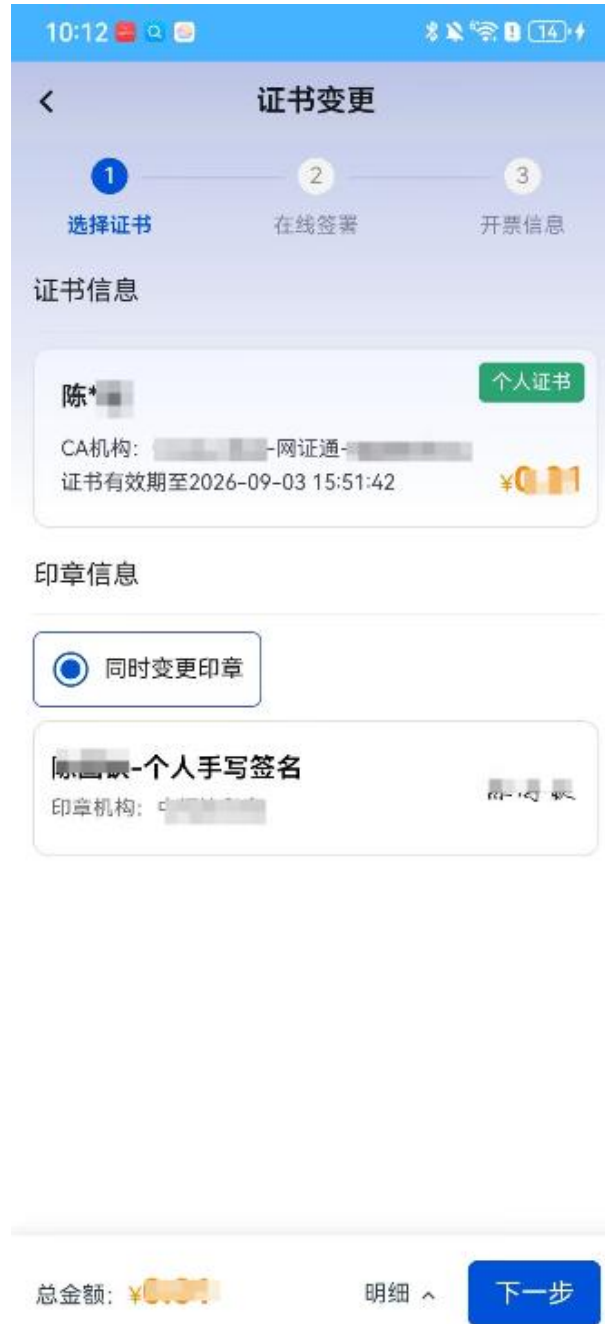 10:12
14
证书变更
1
2
3
选择证书
在线签署
开票信息
证书信息
陈*
个人证书
CA机构:
-网证通-
证书有效期至2026-09-03 15:51:42
¥
印章信息
同时变更印章
-个人手写签名
印章机构:
总金额: ¥
明细
下一步